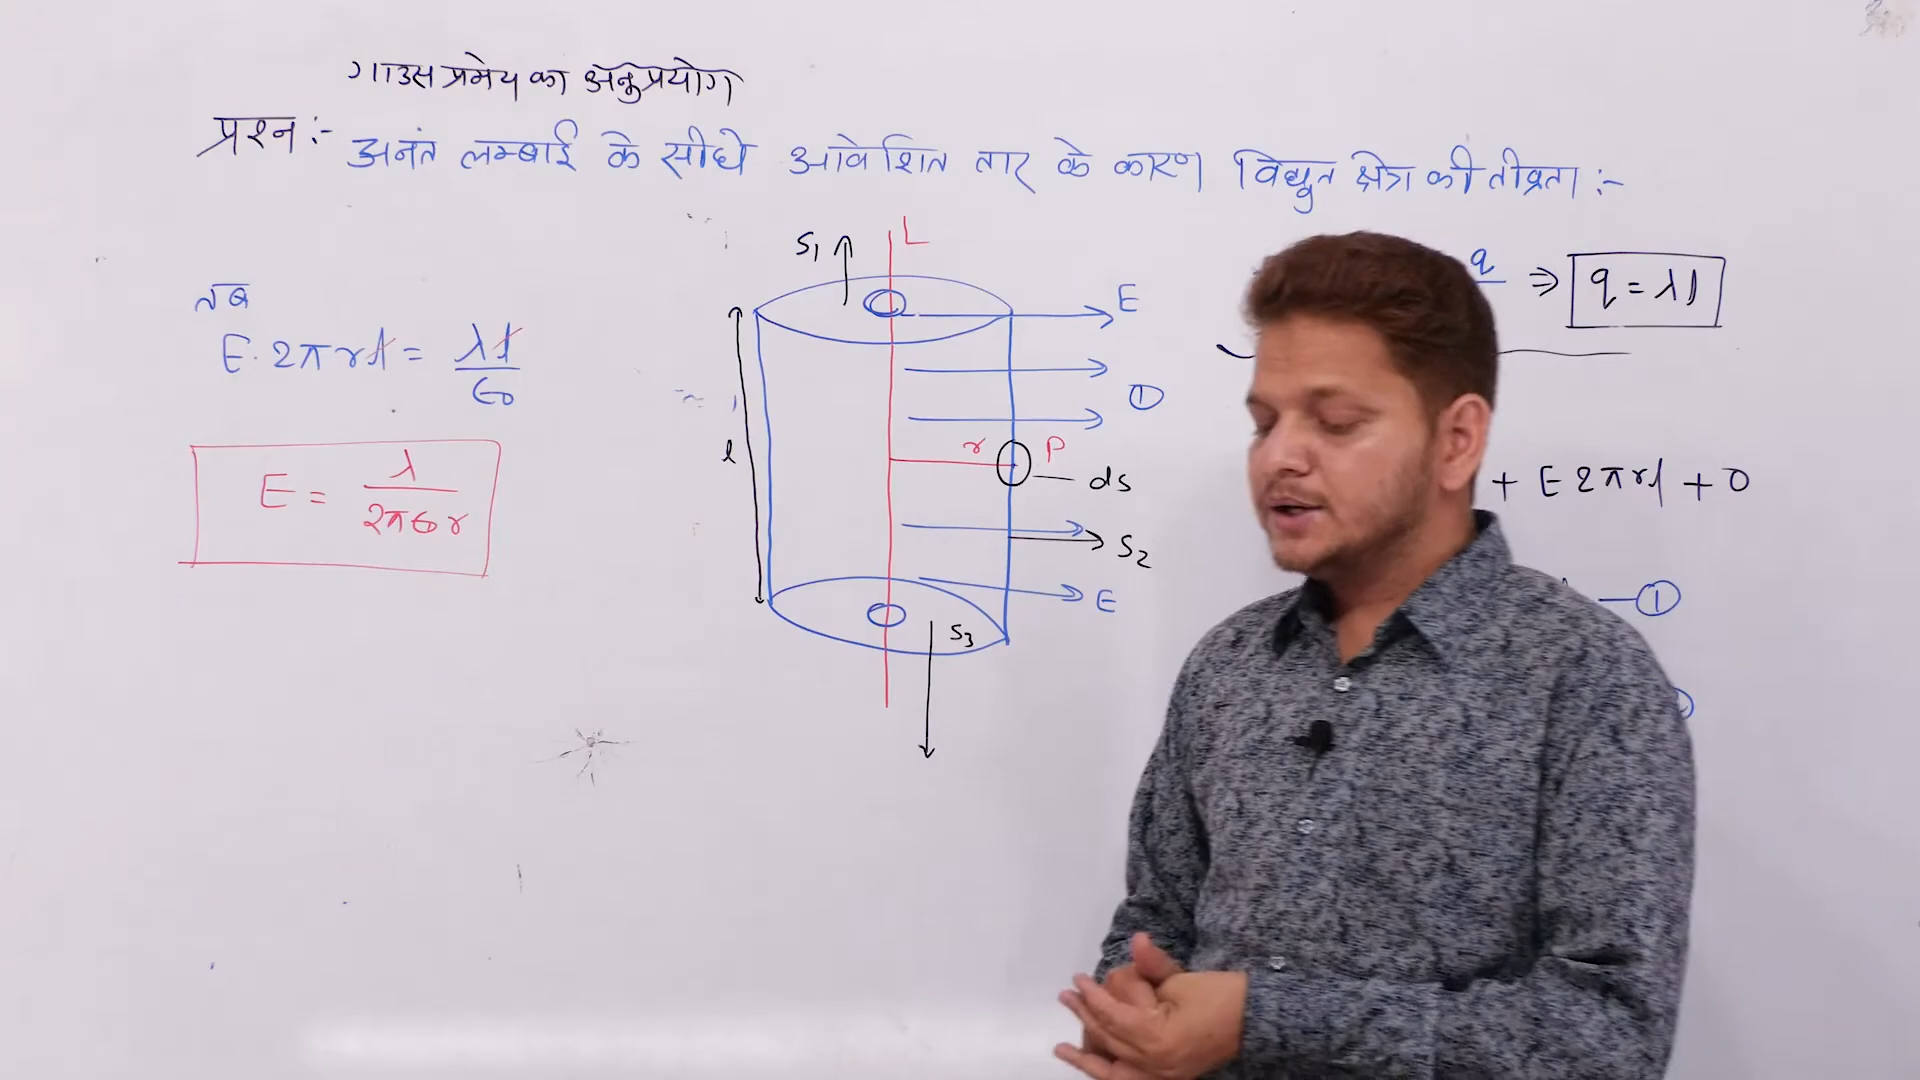 गाउस प्रमेय का अनुप्रयोग
प्रश्न :-
अनंत लम्बाई के सीधे आवेशित तार के कारण विद्युत क्षेत्र की तीव्रता :-
तब
E. 2πrl = λl/ϵ0
E = λ/2πϵ0r
S1
L
E
①
l
r P
ds
S2
E
S3
q ⇒ q = λl
+ E 2πrl + 0
— ①